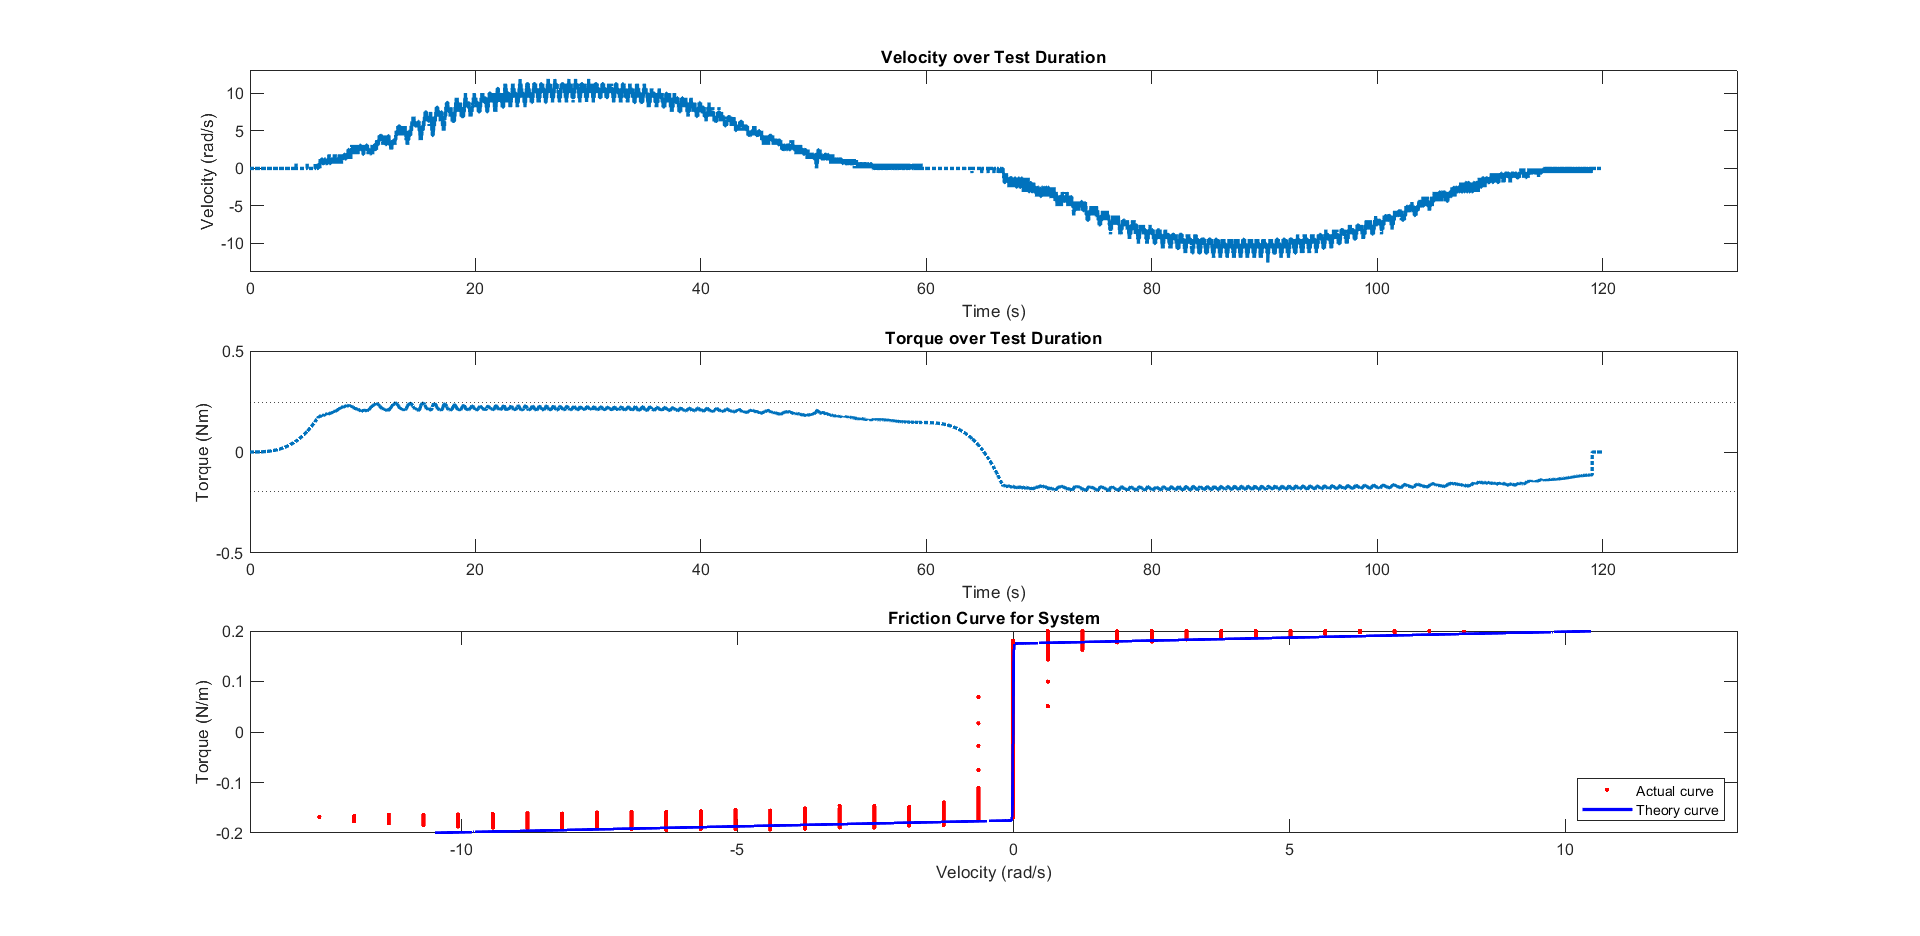 Velocity over Test Duration
Velocity (rad/s)
10
5
0
-5
-10
0 20 40 60 80 100 120
Time (s)
Torque over Test Duration
Torque (Nm)
0.5
0
-0.5
0 20 40 60 80 100 120
Time (s)
Friction Curve for System
Torque (N/m)
0.2
0.1
0
-0.1
-0.2
Actual curve
Theory curve
-10 -5 0 5 10
Velocity (rad/s)